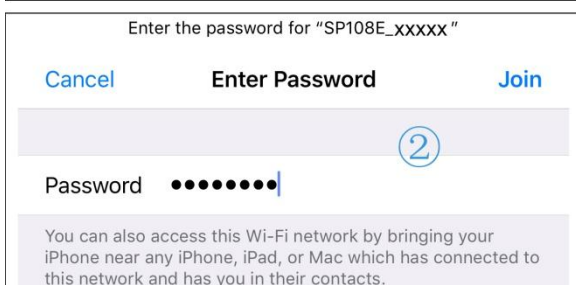 Enter the password for “SP108E_xxxxx”
Cancel Enter Password Join
②
Password ••••••••
You can also access this Wi-Fi network by bringing your
iPhone near any iPhone, iPad, or Mac which has connected to
this network and has you in their contacts.